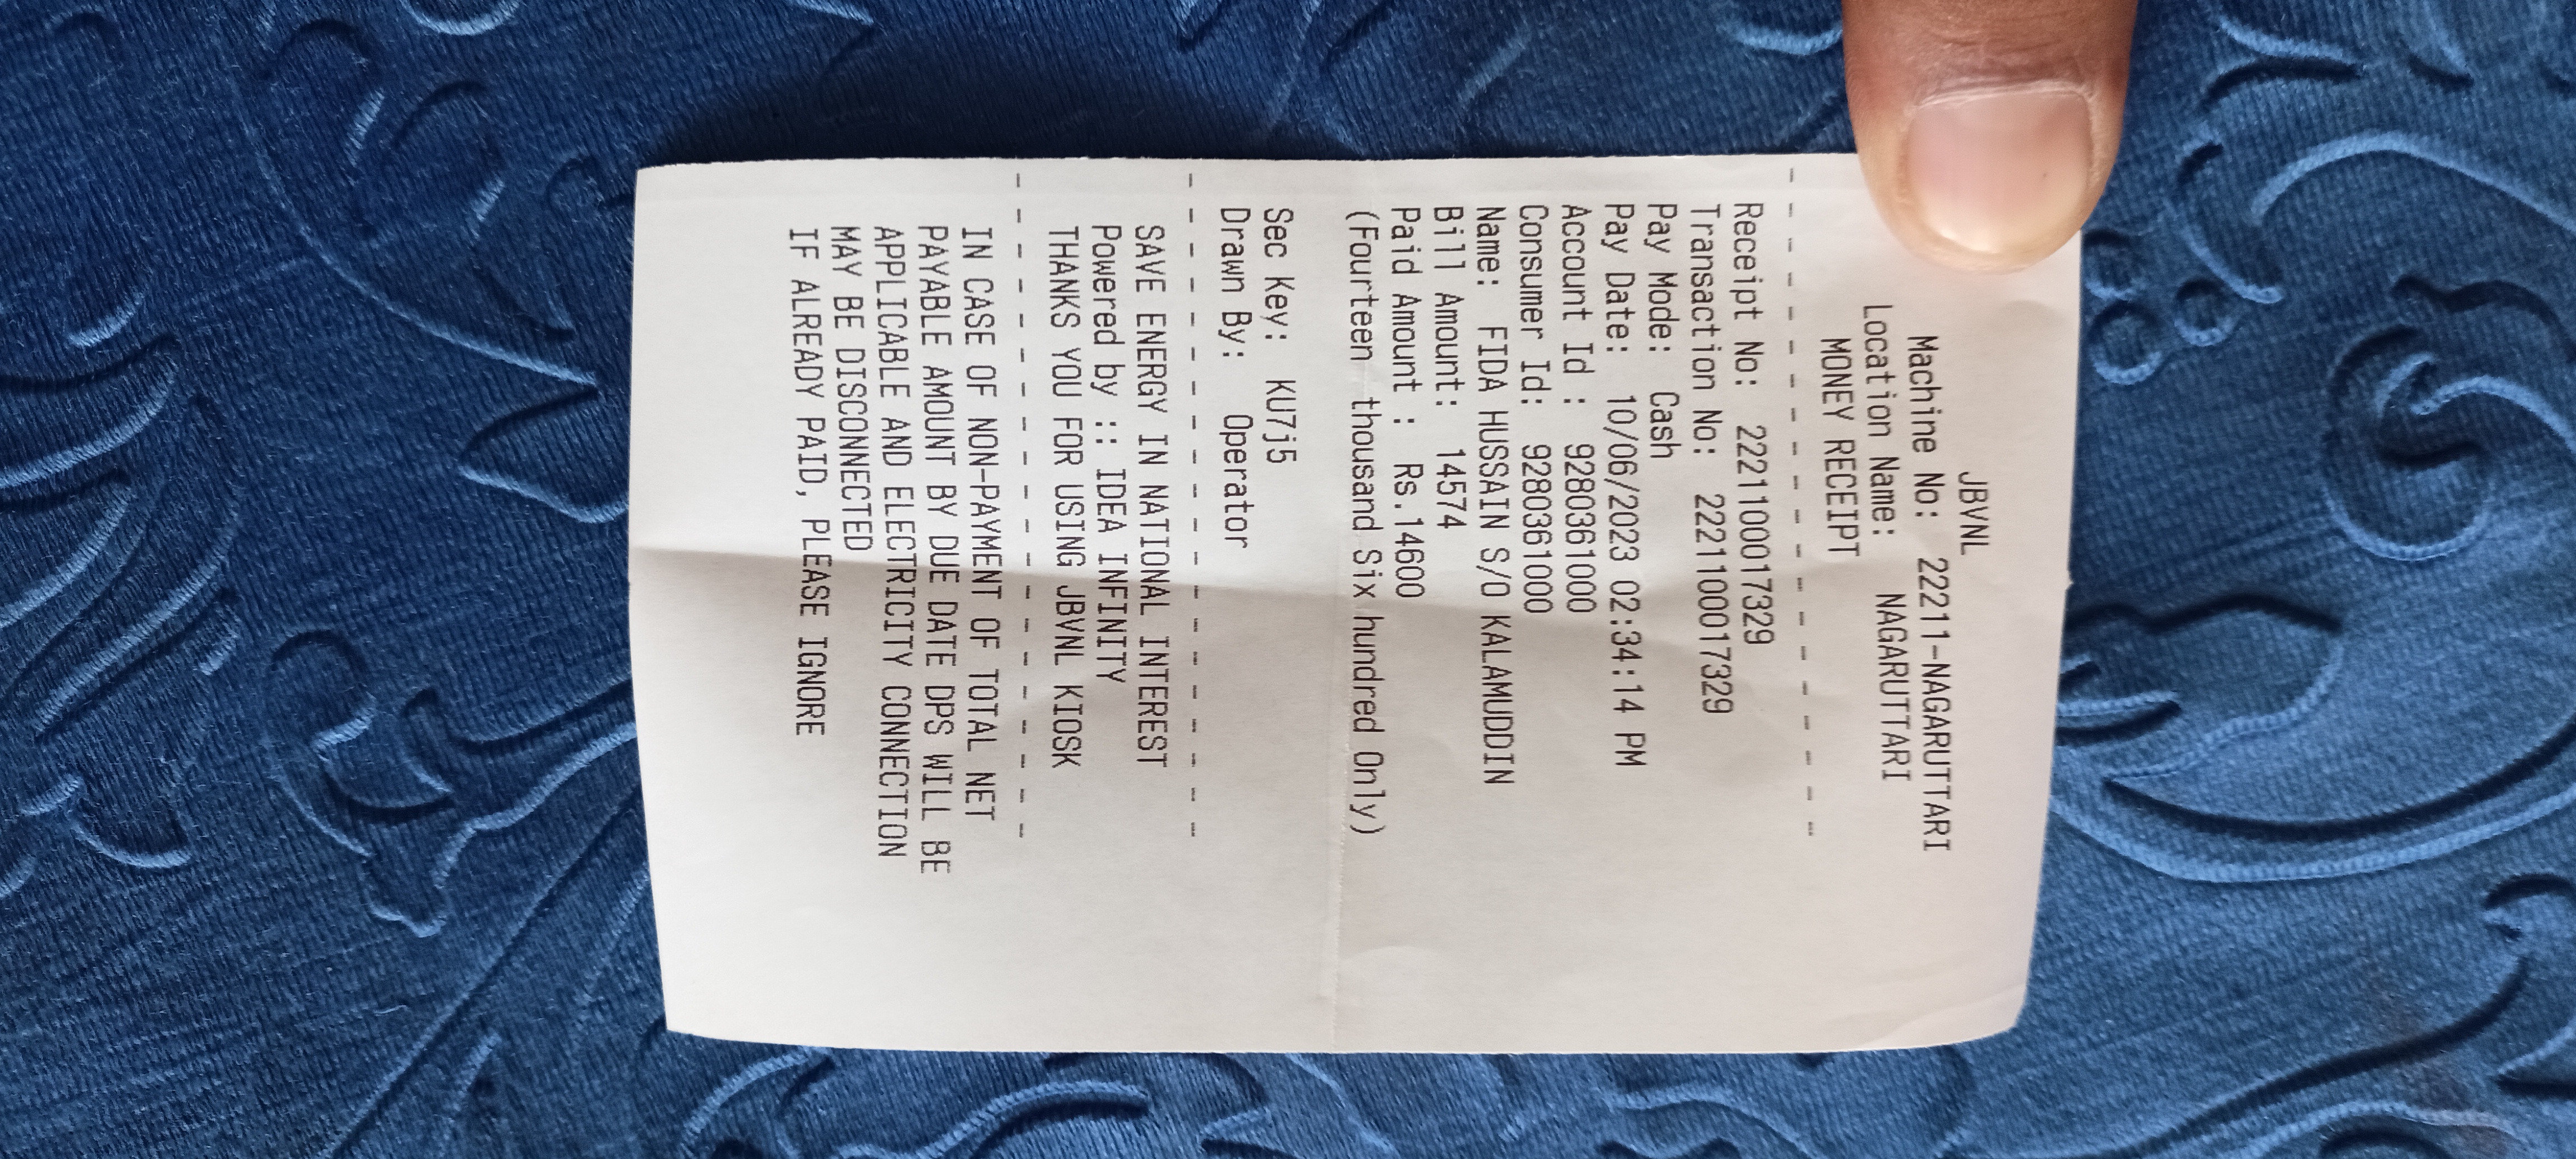 JBVNL
Machine No: 22211-NAGARUTTARI
Location Name: NAGARUTTARI
MONEY RECEIPT
- - - - - - - - - - - - - - - - - - - -
Receipt No: 22211000017329
Transaction No: 22211000017329
Pay Mode: Cash
Pay Date: 10/06/2023 02:34:14 PM
Account Id : 9280361000
Consumer Id: 9280361000
Name: FIDA HUSSAIN S/O KALAMUDDIN
Bill Amount: 14574
Paid Amount : Rs.14600
(Fourteen thousand Six hundred Only)
Sec Key: KU7j5
Drawn By: Operator
- - - - - - - - - - - - - - - - - - - -
SAVE ENERGY IN NATIONAL INTEREST
Powered by :: IDEA INFINITY
THANKS YOU FOR USING JBVNL KIOSK
- - - - - - - - - - - - - - - - - - - -
IN CASE OF NON-PAYMENT OF TOTAL NET
PAYABLE AMOUNT BY DUE DATE DPS WILL BE
APPLICABLE AND ELECTRICITY CONNECTION
MAY BE DISCONNECTED
IF ALREADY PAID, PLEASE IGNORE